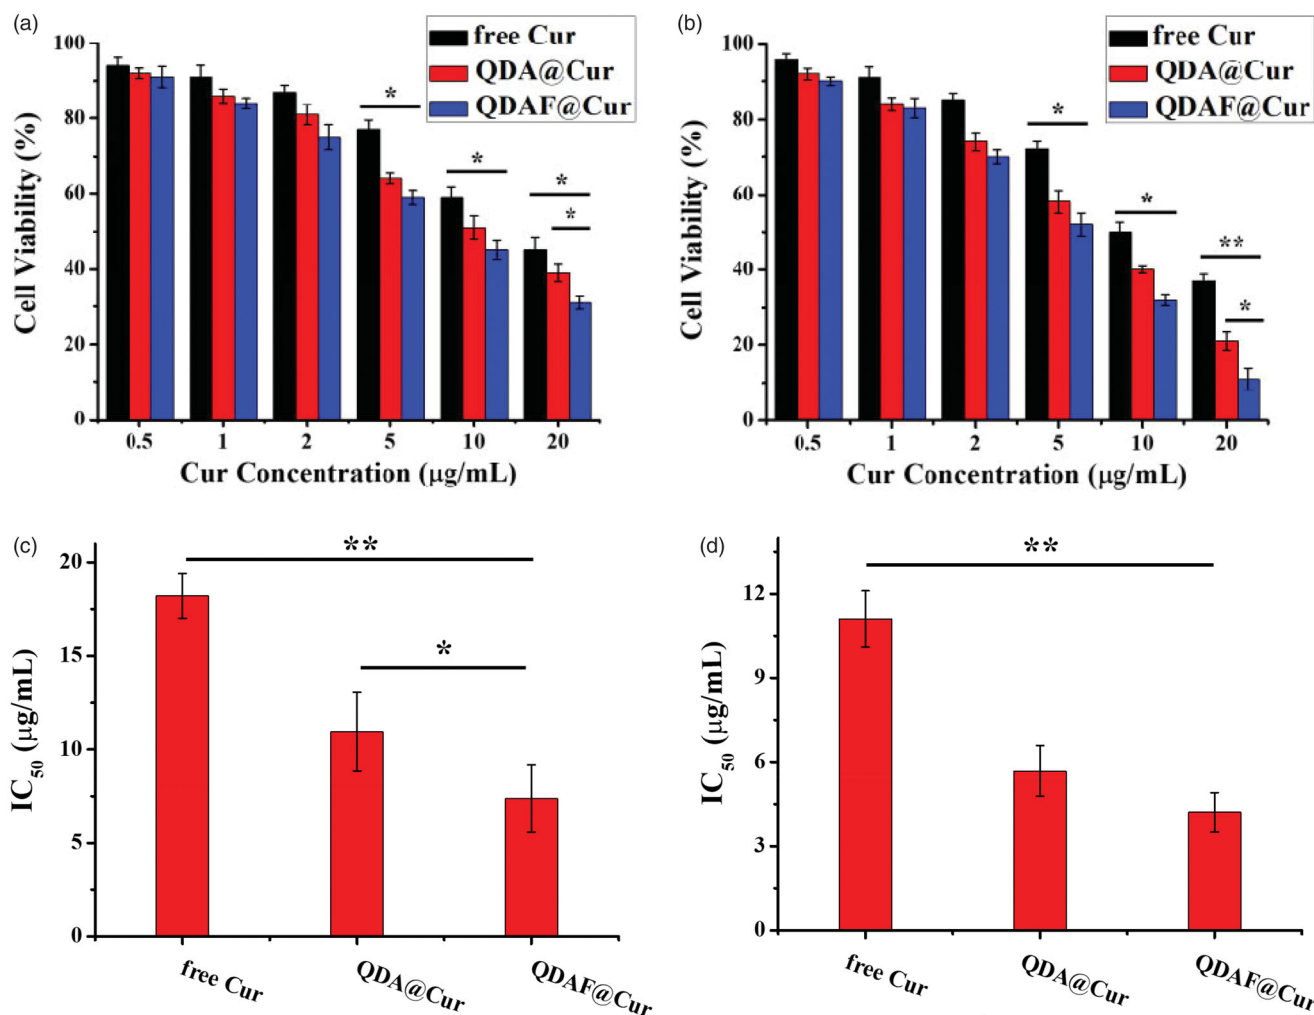 (a)
free Cur
QDA@Cur
QDAF@Cur
*
*
*
*
Cell Viability (%)
100
80
60
40
20
0
0.5 1 2 5 10 20
Cur Concentration (μg/mL)
(b)
free Cur
QDA@Cur
QDAF@Cur
*
*
**
*
Cell Viability (%)
100
80
60
40
20
0
0.5 1 2 5 10 20
Cur Concentration (μg/mL)
(c)
**
*
IC50 (μg/mL)
20
15
10
5
0
free Cur QDA@Cur QDAF@Cur
(d)
**
IC50 (μg/mL)
12
9
6
3
0
free Cur QDA@Cur QDAF@Cur